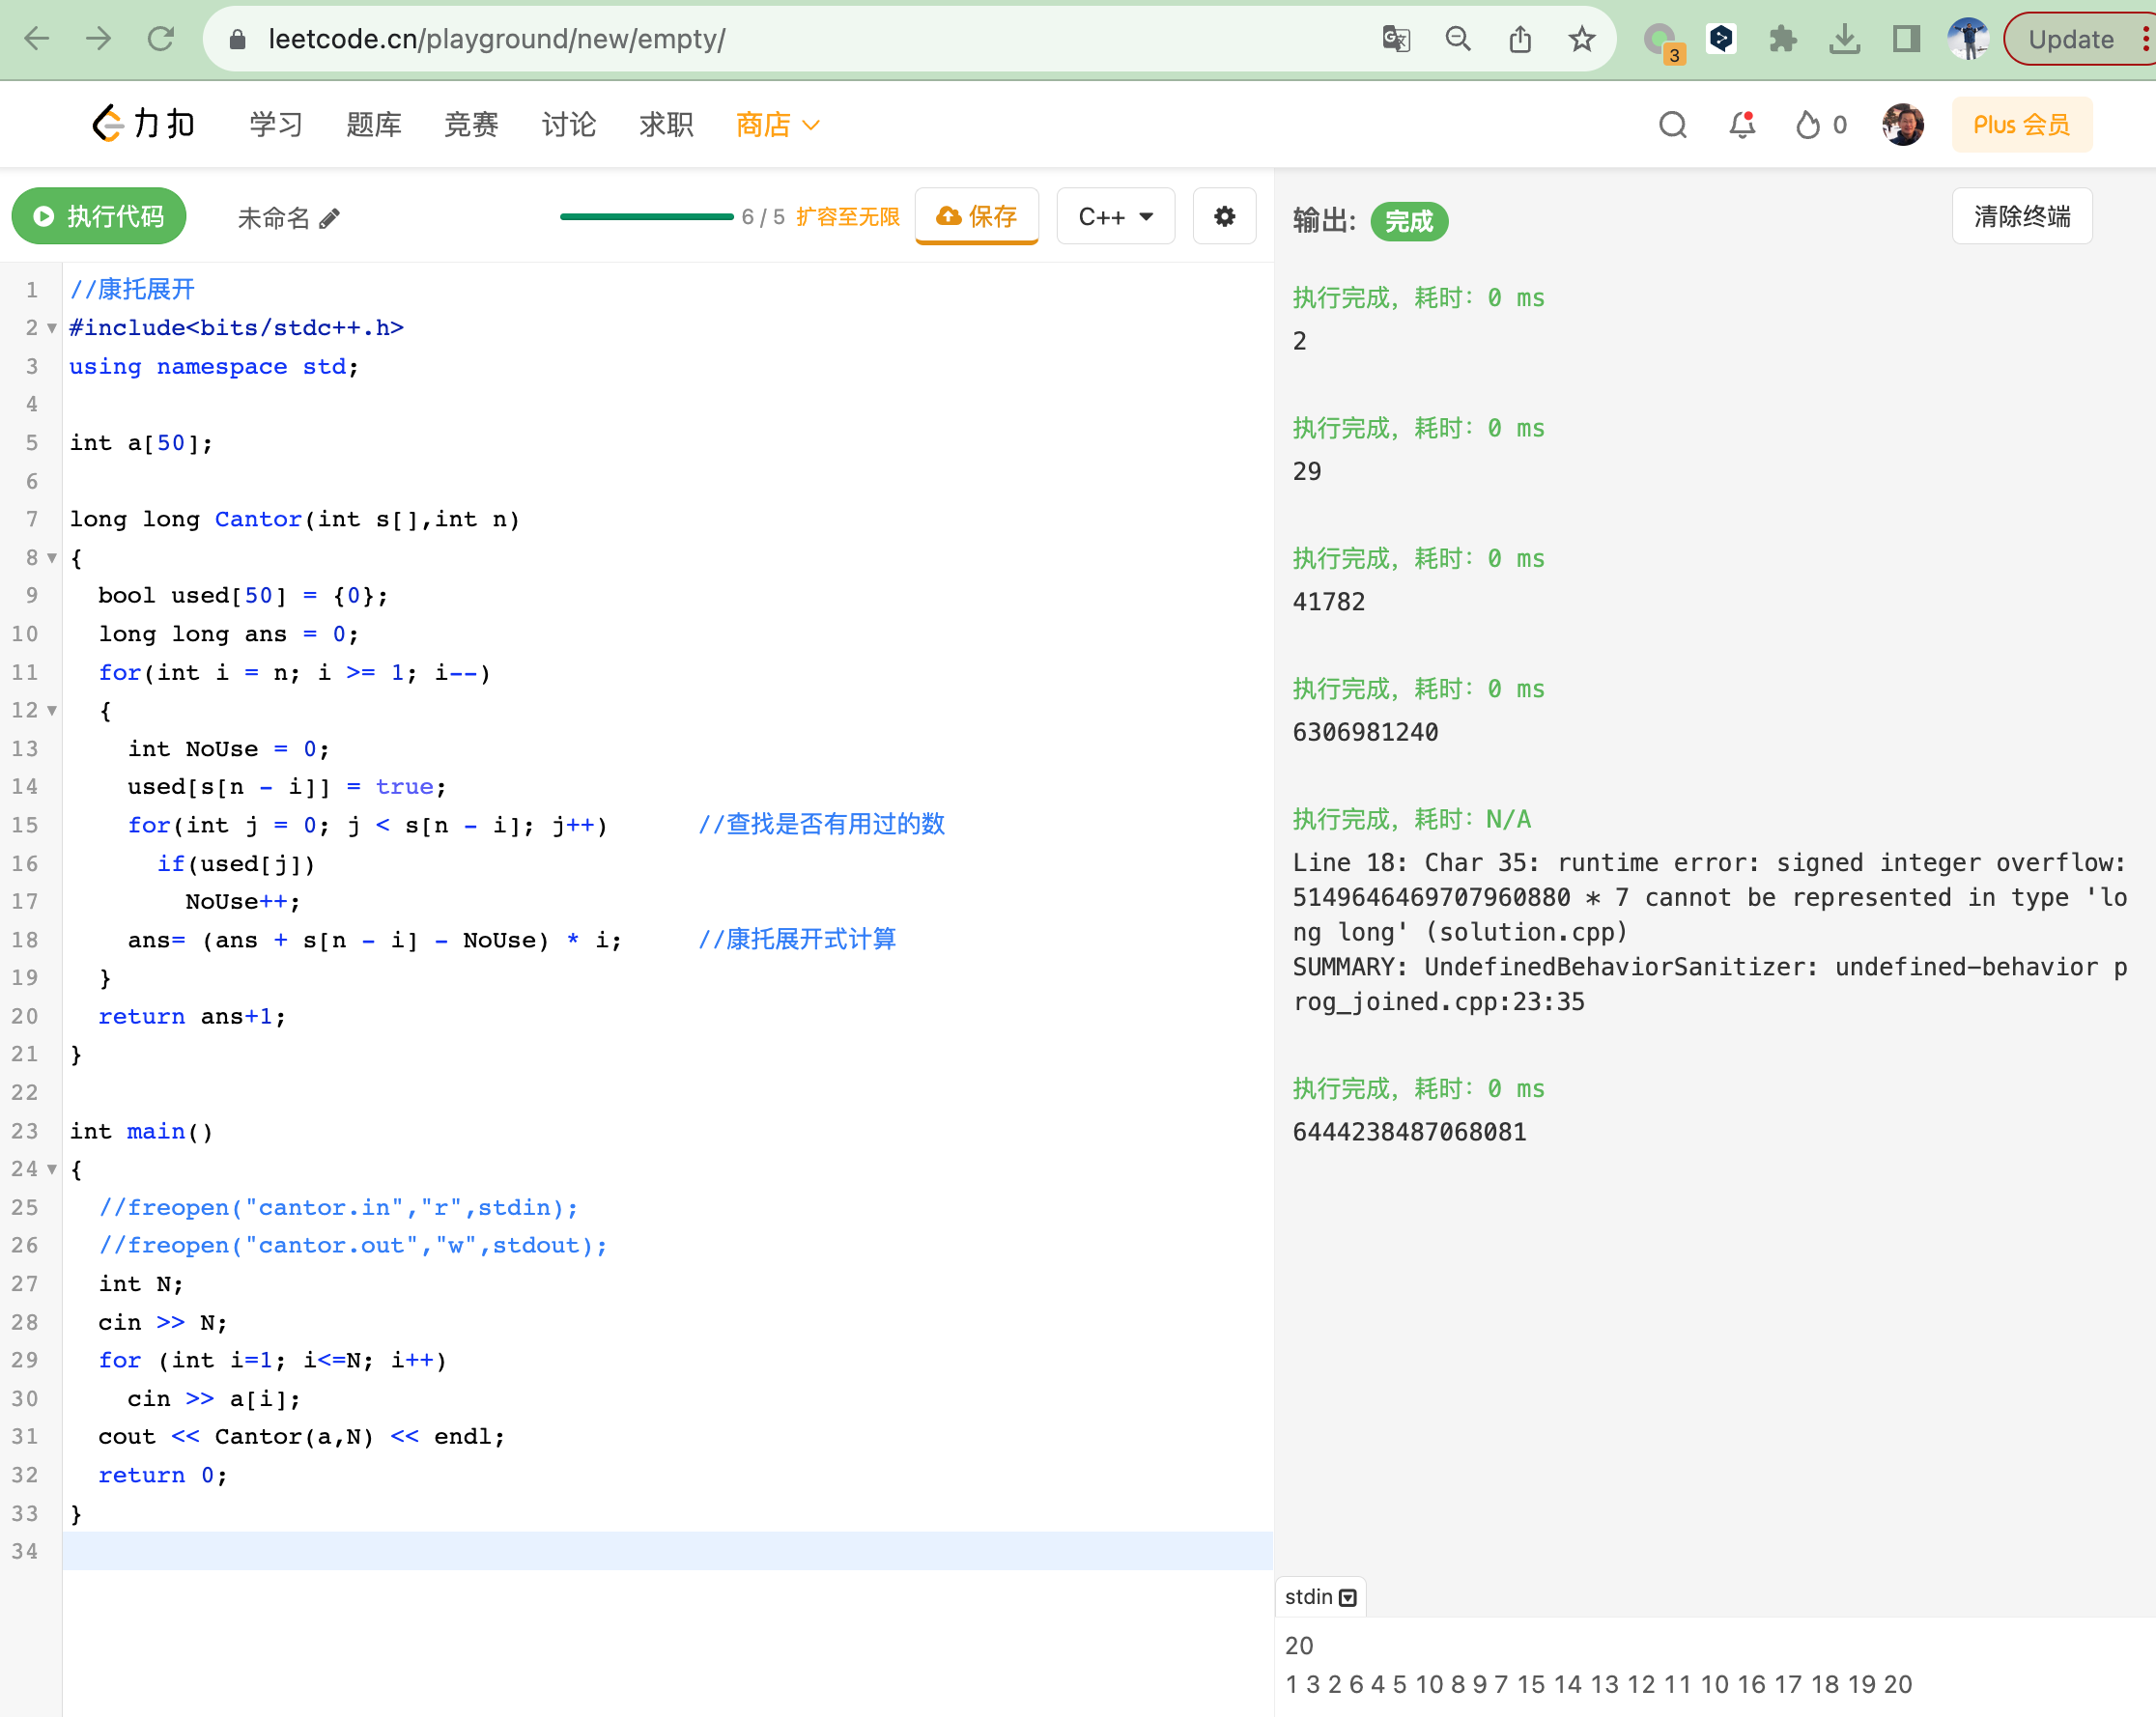 leetcode.cn/playground/new/empty/
3
Update
力扣 学习 题库 竞赛 讨论 求职 商店
0
Plus 会员
执行代码 未命名 6 / 5 扩容至无限 保存 C++
输出: 完成 清除终端
1 //康托展开
2 #include<bits/stdc++.h>
3 using namespace std;
4
5 int a[50];
6
7 long long Cantor(int s[],int n)
8 {
9   bool used[50] = {0};
10   long long ans = 0;
11   for(int i = n; i >= 1; i--)
12   {
13     int NoUse = 0;
14     used[s[n - i]] = true;
15     for(int j = 0; j < s[n - i]; j++)      //查找是否有用过的数
16       if(used[j])
17           NoUse++;
18       ans= (ans + s[n - i] - NoUse) * i;     //康托展开式计算
19   }
20   return ans+1;
21 }
22
23 int main()
24 {
25   //freopen("cantor.in","r",stdin);
26   //freopen("cantor.out","w",stdout);
27   int N;
28   cin >> N;
29   for (int i=1; i<=N; i++)
30     cin >> a[i];
31   cout << Cantor(a,N) << endl;
32   return 0;
33 }
34
执行完成，耗时：0 ms
2
执行完成，耗时：0 ms
29
执行完成，耗时：0 ms
41782
执行完成，耗时：0 ms
6306981240
执行完成，耗时：N/A
Line 18: Char 35: runtime error: signed integer overflow:
5149646469707960880 * 7 cannot be represented in type 'lo
ng long' (solution.cpp)
SUMMARY: UndefinedBehaviorSanitizer: undefined-behavior p
rog_joined.cpp:23:35
执行完成，耗时：0 ms
6444238487068081
stdin
20
1 3 2 6 4 5 10 8 9 7 15 14 13 12 11 10 16 17 18 19 20